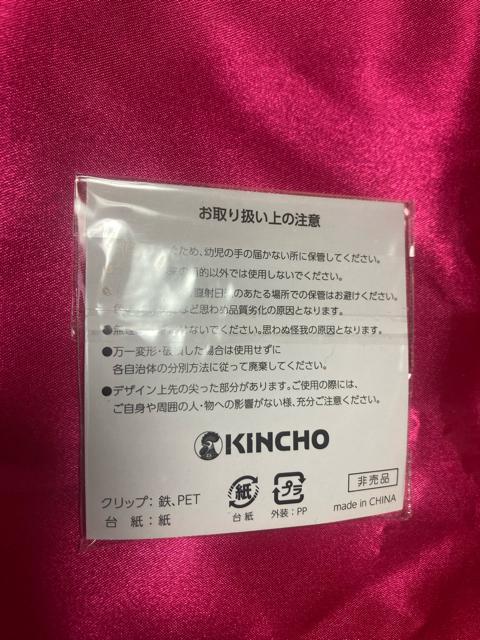 お取り扱い上の注意
ため、幼児の手の届かない所に保管してください。
的以外では使用しないでください。
直射日光のあたる場所での保管はお避けください。
など思わぬ品質劣化の原因となります。
ないでください。思わぬ怪我の原因となります。
●万一変形・破損した場合は使用せずに
各自治体の分別方法に従って廃棄してください。
●デザイン上先の尖った部分があります。ご使用の際には、
ご自身や周囲の人・物への影響がない様、充分ご注意ください。
KINCHO
クリップ：鉄、PET
台　紙：紙
紙
台紙
プラ
外装：PP
非売品
made in CHINA